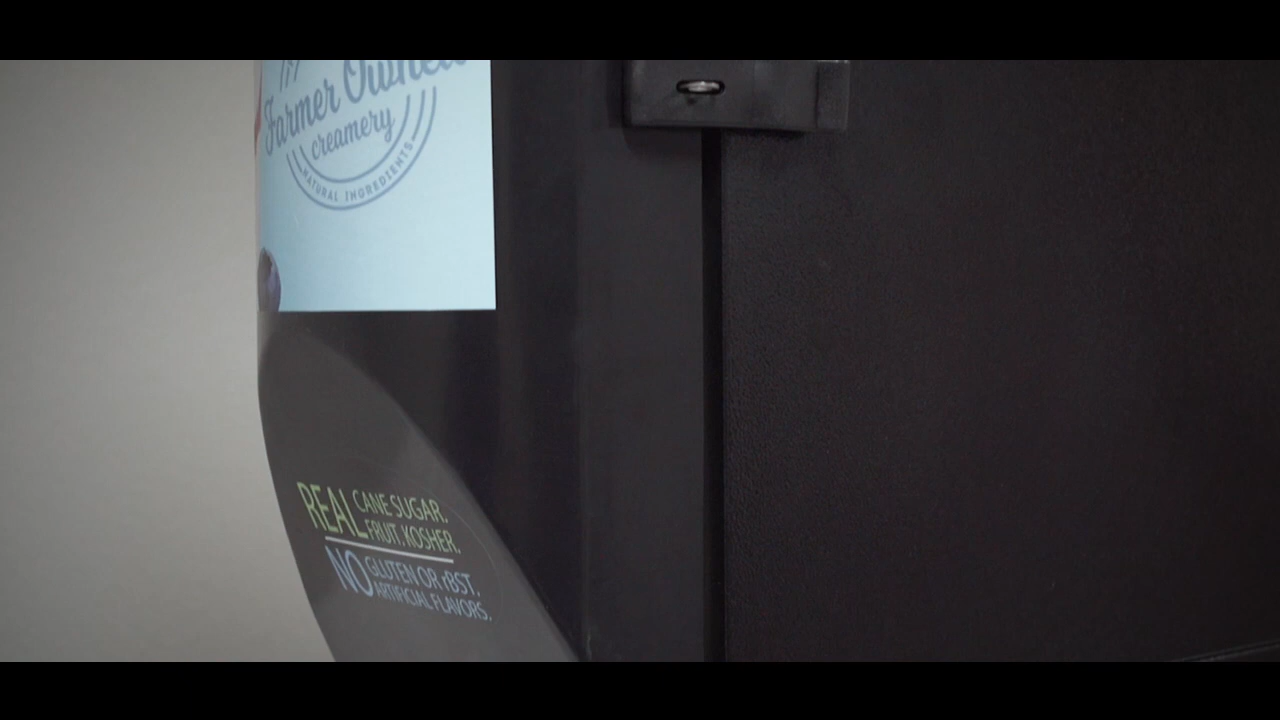 Farmer Owned
creamery
NATURAL INGREDIENTS
REAL CANE SUGAR.
FRUIT. KOSHER.
NO GLUTEN OR rBST.
ARTIFICIAL FLAVORS.